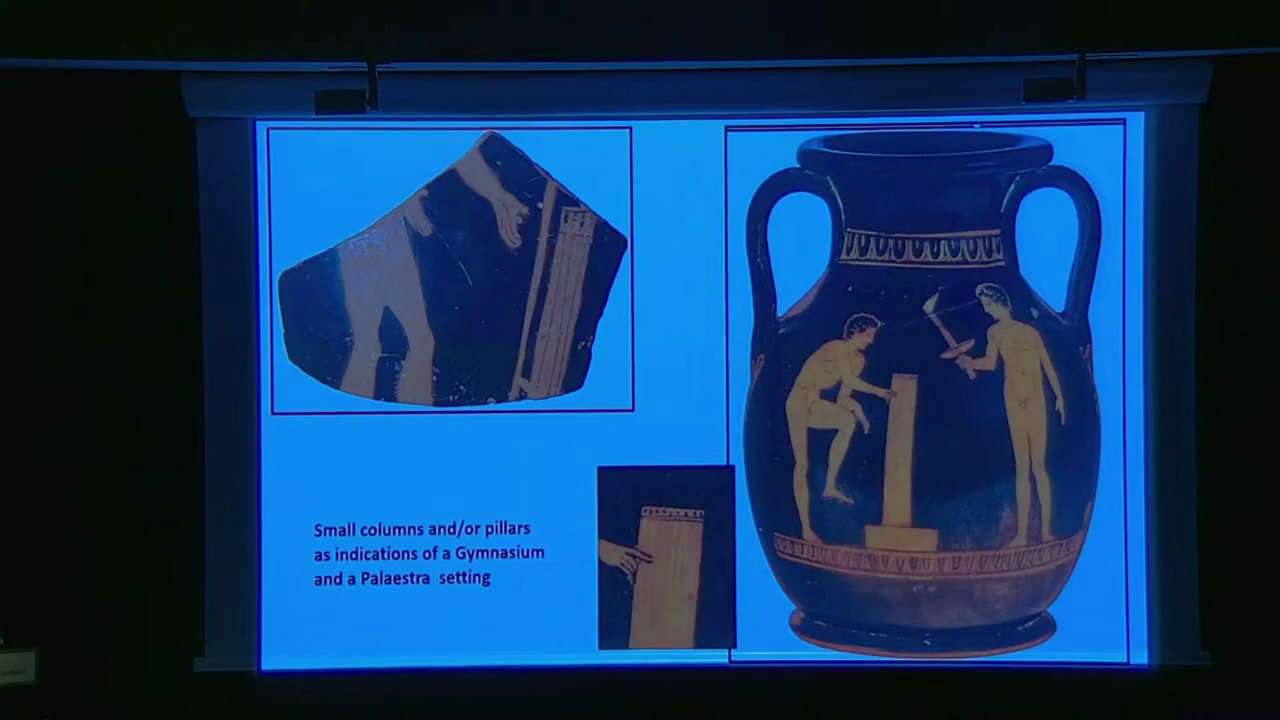 Small columns and/or pillars
as indications of a Gymnasium
and a Palaestra setting